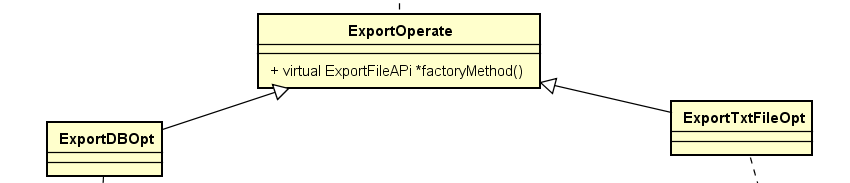 ExportOperate
+ virtual ExportFileAPi *factoryMethod()
ExportDBOpt
ExportTxtFileOpt